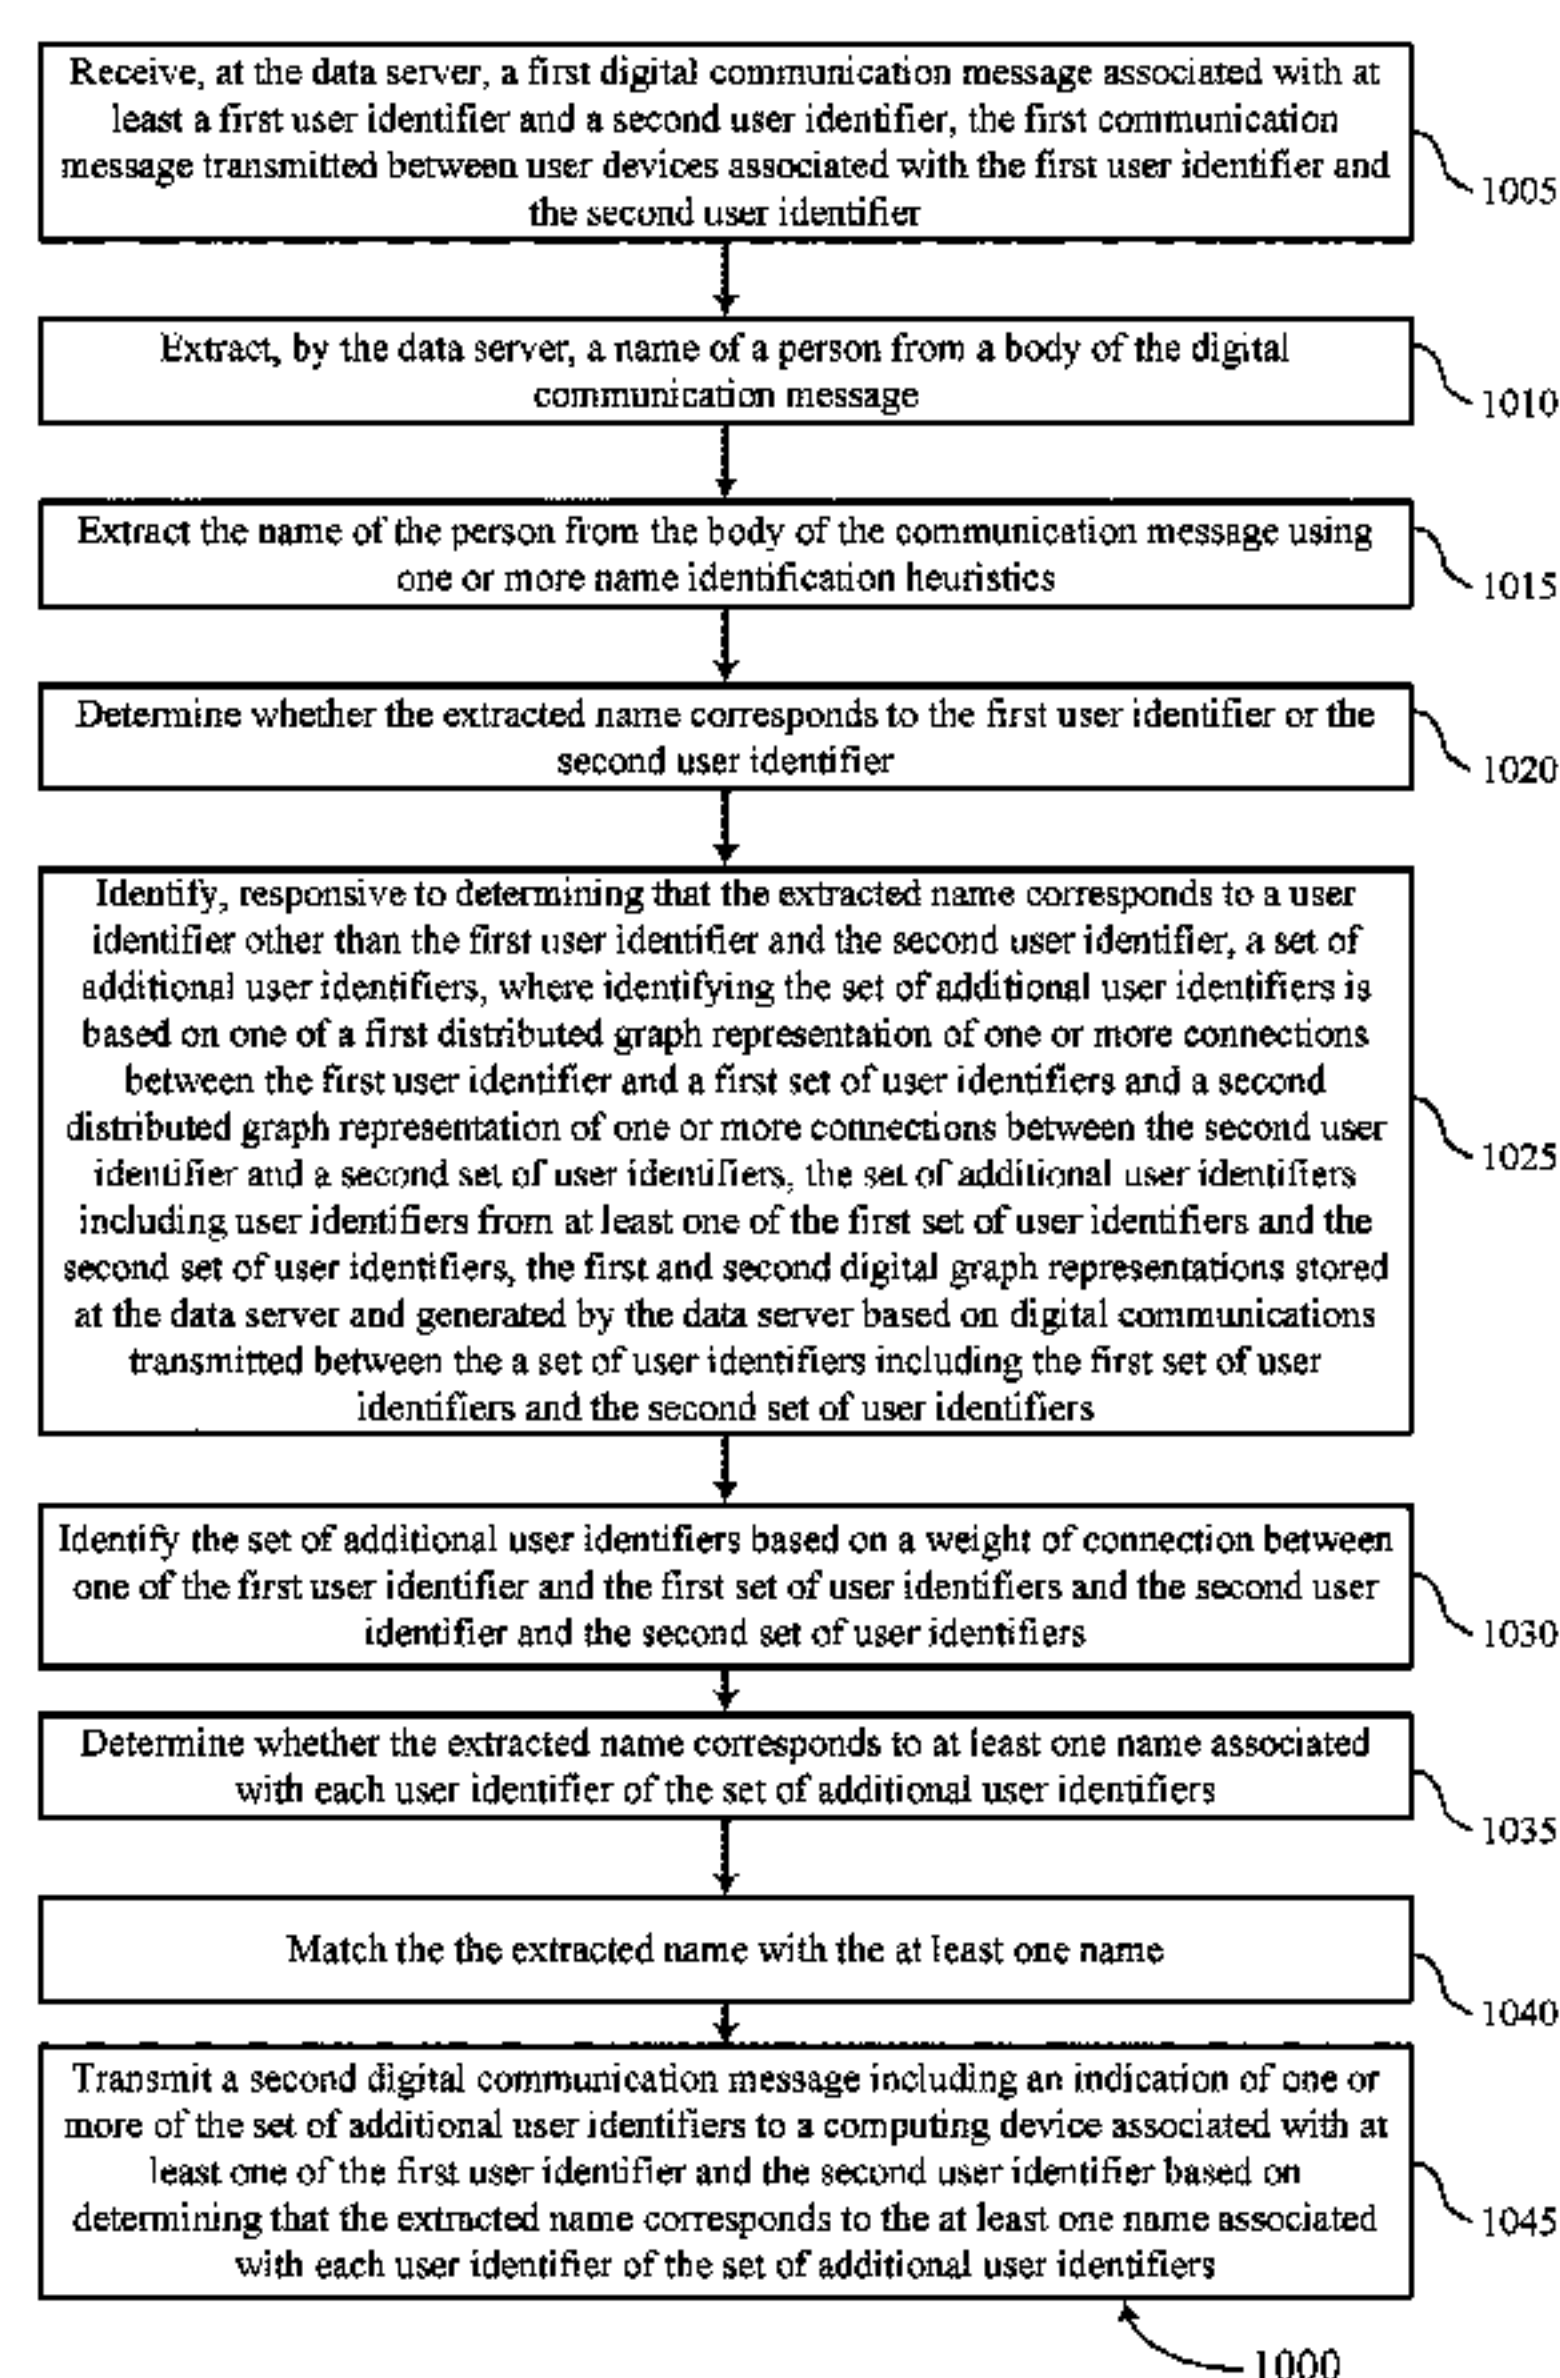 Receive, at the data server, a first digital communication message associated with at
least a first user identifier and a second user identifier, the first communication
message transmitted between user devices associated with the first user identifier and
the second user identifier
1005
Extract, by the data server, a name of a person from a body of the digital
communication message
1010
Extract the name of the person from the body of the communication message using
one or more name identification heuristics
1015
Determine whether the extracted name corresponds to the first user identifier or the
second user identifier
1020
Identify, responsive to determining that the extracted name corresponds to a user
identifier other than the first user identifier and the second user identifier, a set of
additional user identifiers, where identifying the set of additional user identifiers is
based on one of a first distributed graph representation of one or more connections
between the first user identifier and a first set of user identifiers and a second
distributed graph representation of one or more connections between the second user
identifier and a second set of user identifiers, the set of additional user identifiers
including user identifiers from at least one of the first set of user identifiers and the
second set of user identifiers, the first and second digital graph representations stored
at the data server and generated by the data server based on digital communications
transmitted between the a set of user identifiers including the first set of user
identifiers and the second set of user identifiers
1025
Identify the set of additional user identifiers based on a weight of connection between
one of the first user identifier and the first set of user identifiers and the second user
identifier and the second set of user identifiers
1030
Determine whether the extracted name corresponds to at least one name associated
with each user identifier of the set of additional user identifiers
1035
Match the the extracted name with the at least one name
1040
Transmit a second digital communication message including an indication of one or
more of the set of additional user identifiers to a computing device associated with at
least one of the first user identifier and the second user identifier based on
determining that the extracted name corresponds to the at least one name associated
with each user identifier of the set of additional user identifiers
1045
1000